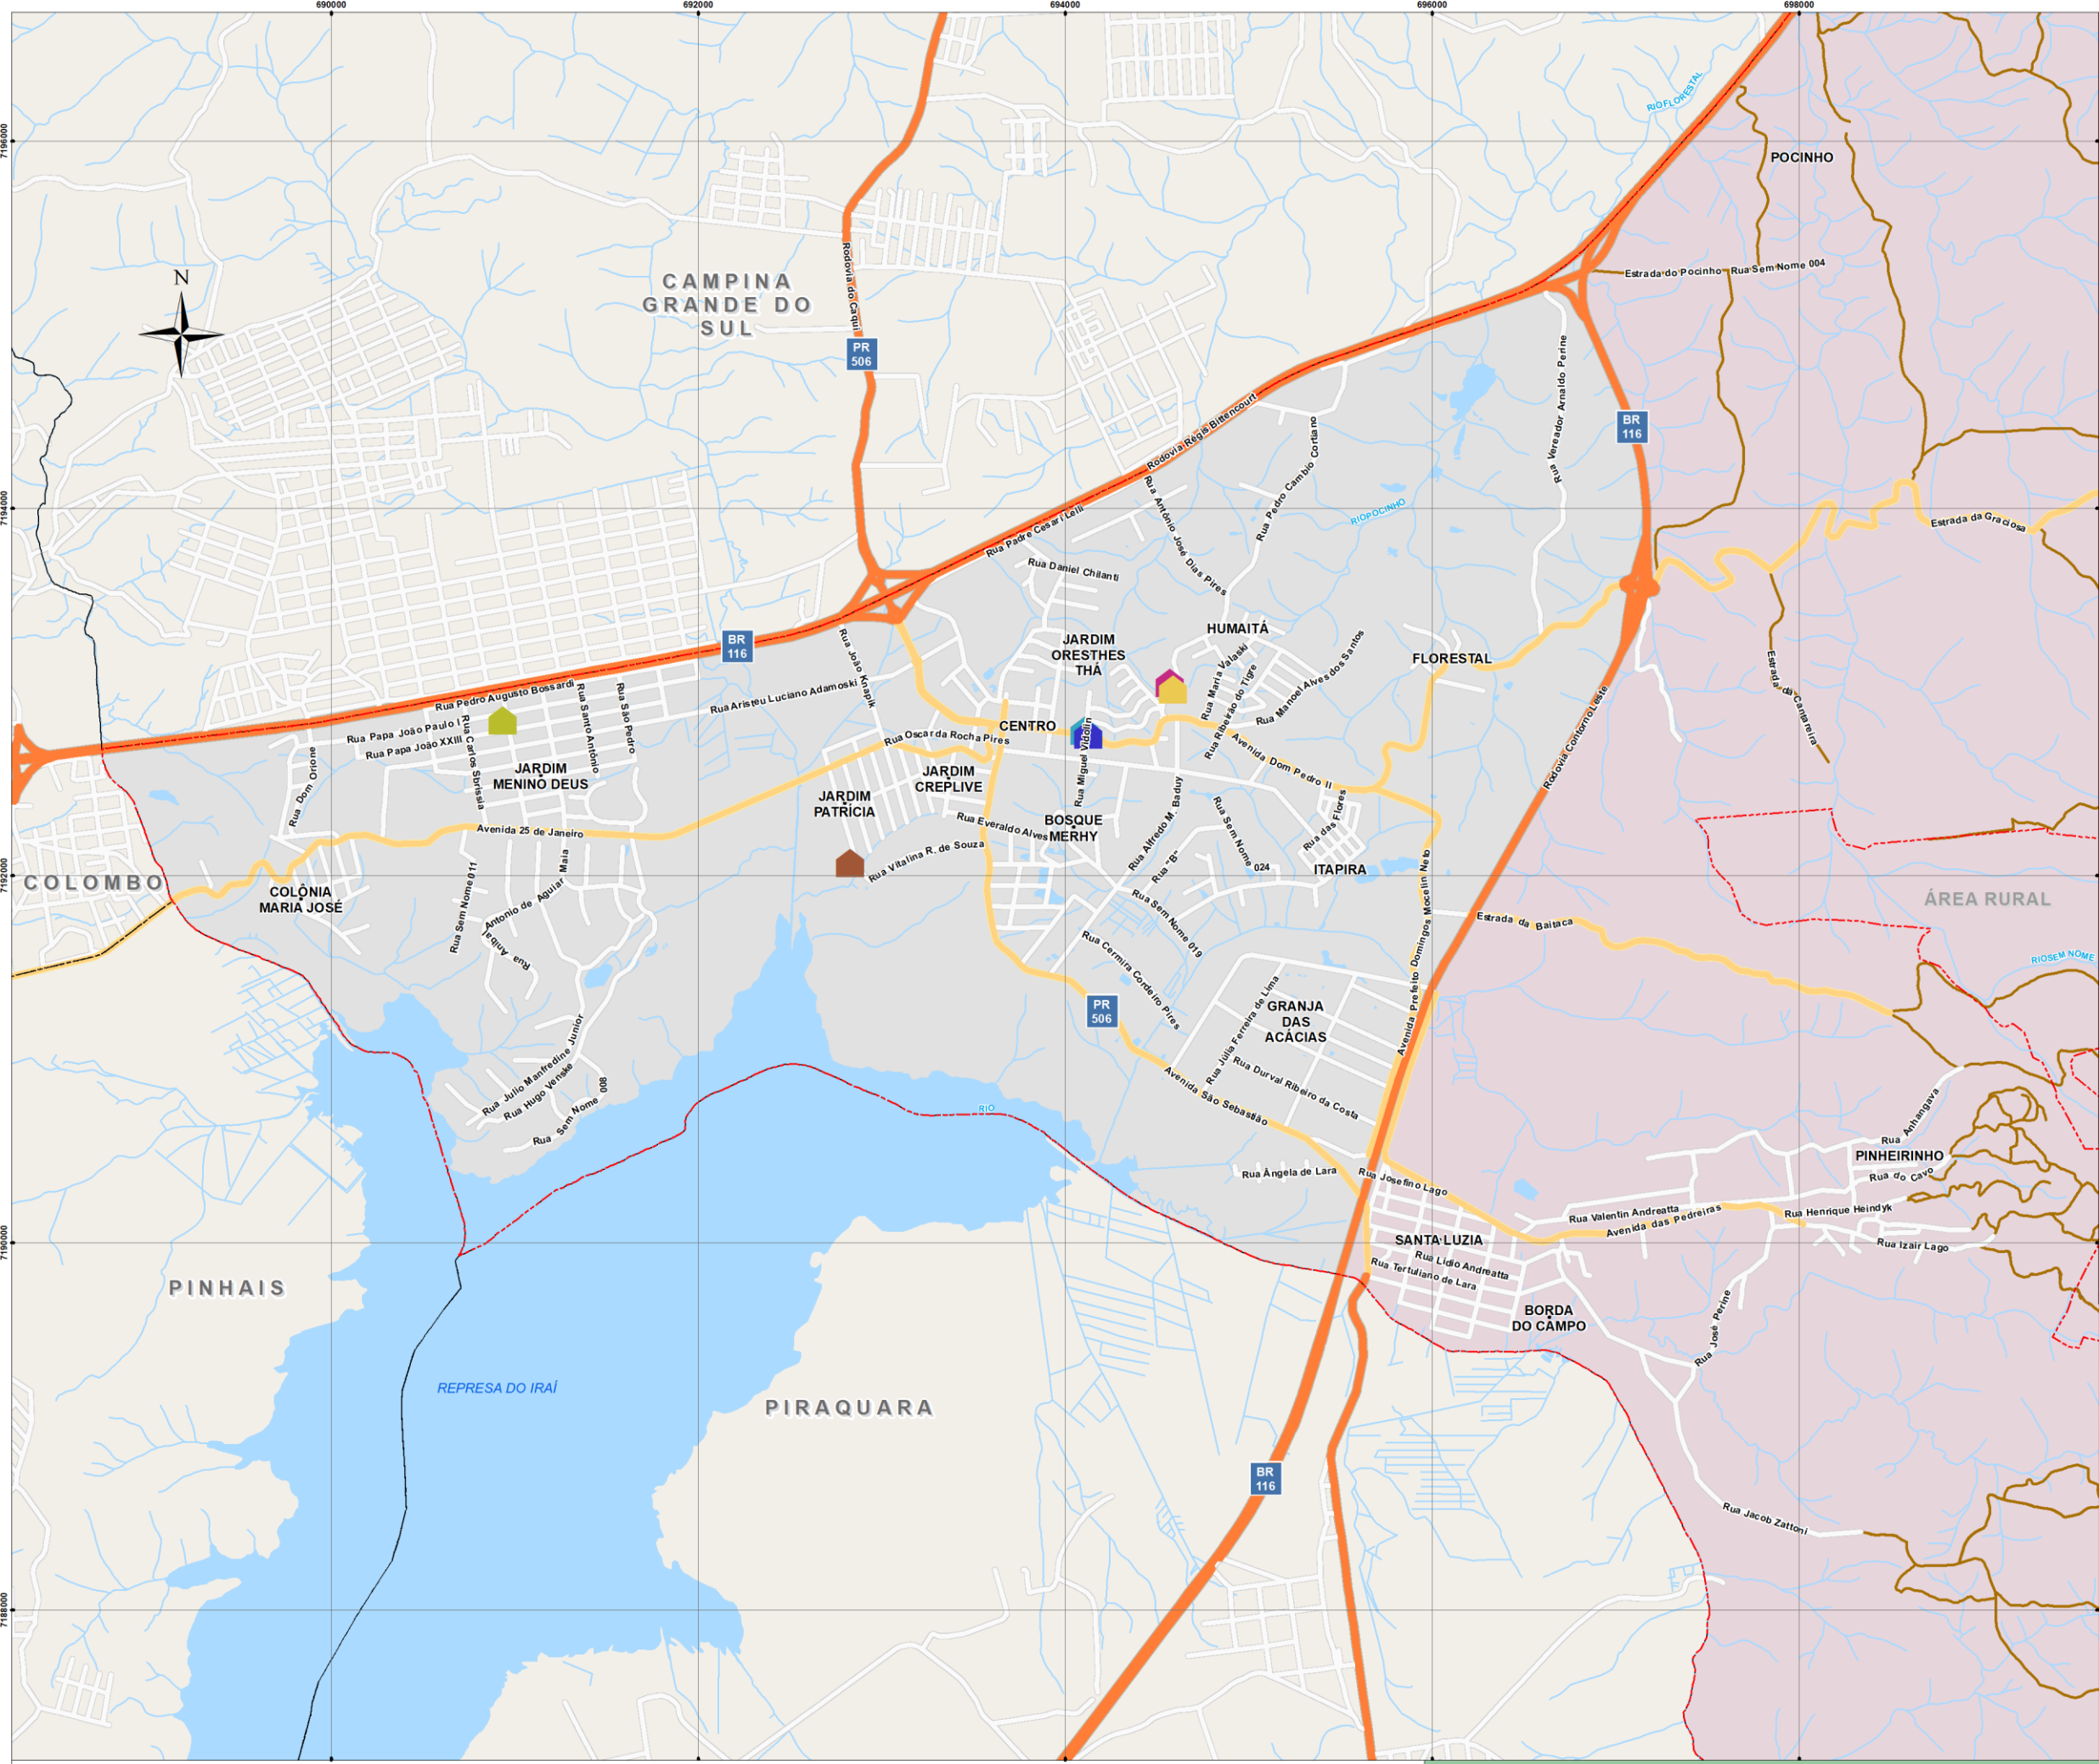 690000
692000
694000
696000
698000
7196000
7194000
7192000
7190000
7188000
N
RIO FLORESTAL
POCINHO
CAMPINA
GRANDE DO
SUL
Rodovia do Caqui
PR
506
Estrada do Pocinho
Rua Sem Nome 004
Rua Vereador Arnaldo Perine
BR
116
Rodovia Régis Bittencourt
Rua Pedro Cambio Cortiano
Rua Antônio José Dias Pires
RIO POCINHO
Estrada da Graciosa
Rua Padre Cesari Lelli
Rua Daniel Chilanti
JARDIM
ORESTHES
THÁ
HUMAITÁ
FLORESTAL
BR
116
Rua João Knapik
Rua Maria Valaski
Rua Ribeirão do Tigre
Rua Manoel Alves dos Santos
Estrada da Cantareira
Rua Pedro Augusto Bossardi
Rua Aristeu Luciano Adamoski
Rua Santo Antônio
Rua São Pedro
Rua Papa João Paulo I
Rua Papa João XXIII
Rua Carlos Sbrissia
Rua Dom Orione
CENTRO
Rua Oscar da Rocha Pires
Rua Miguel Vidolin
Avenida Dom Pedro II
Rodovia Contorno Leste
JARDIM
MENINO DEUS
JARDIM
CREPLIVE
JARDIM
PATRÍCIA
BOSQUE
MERHY
Rua Everaldo Alves
Rua Alfredo M. Baduy
Rua "B"
Rua Sem Nome 024
Rua das Flores
ITAPIRA
Avenida 25 de Janeiro
Rua Vitalina R. de Souza
COLOMBO
COLÔNIA
MARIA JOSÉ
Rua Sem Nome 011
Rua Anibal Antonio de Aguiar Maia
Rua Sem Nome 019
Rua Cermira Cordeiro Pires
Avenida Prefeito Domingos Mocelin Neto
Estrada da Baitaca
ÁREA RURAL
RIO SEM NOME
PR
506
GRANJA
DAS
ACÁCIAS
Rua Júlia Ferreira de Lima
Rua Durval Ribeiro da Costa
Avenida São Sebastião
Rua Julio Manfredine Junior
Rua Hugo Venske
Rua Sem Nome 008
RIO
Rua Ângela de Lara
Rua Josefino Lago
Rua Anhangava
PINHEIRINHO
Rua do Cavo
Rua Valentin Andreatta
Avenida das Pedreiras
Rua Henrique Heindyk
Rua Izair Lago
SANTA LUZIA
Rua Lidio Andreatta
Rua Tertuliano de Lara
BORDA
DO CAMPO
Rua José Perine
PINHAIS
REPRESA DO IRAÍ
PIRAQUARA
BR
116
Rua Jacob Zattoni